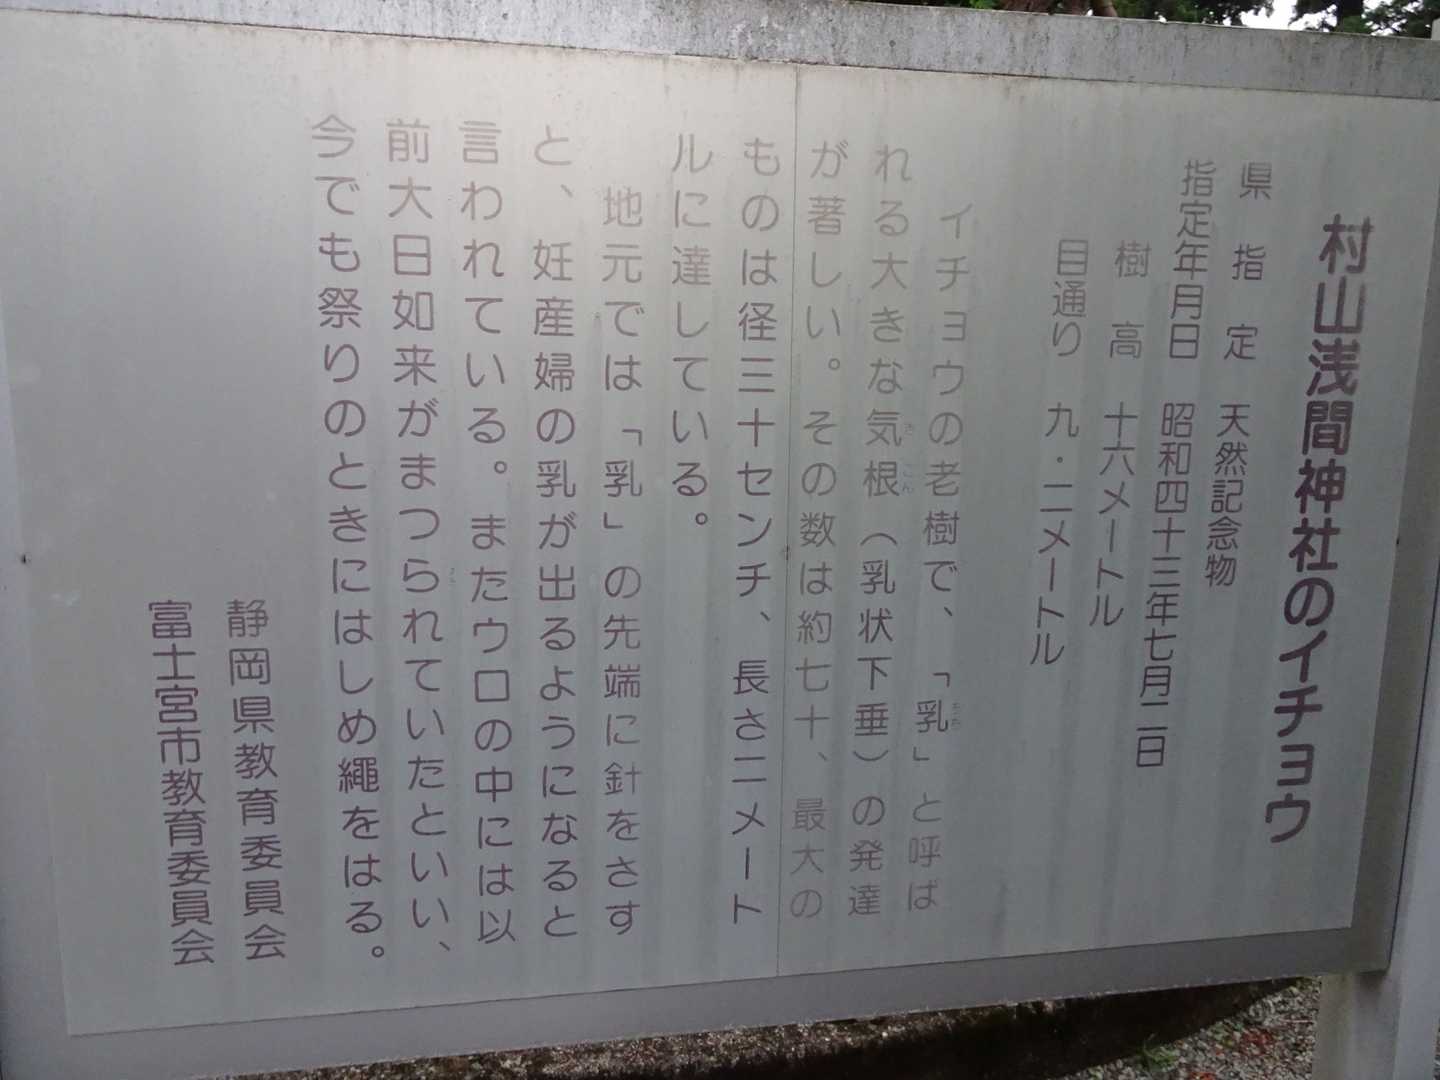 村山浅間神社のイチョウ
県指定 天然記念物
指定年月日 昭和四十三年七月二日
樹高 十六メートル
目通り 九・二メートル
イチョウの老樹で、「乳」と呼ば
れる大きな気根(乳状下垂)の発達
が著しい。その数は約七十、最大の
ものは径三十センチ、長さ二メート
ルに達している。
地元では「乳」の先端に針をさす
と、妊産婦の乳が出るようになると
言われている。またウロの中には以
前大日如来がまつられていたといい、
今でも祭りのときにはしめ繩をはる。
静岡県教育委員会
富士宮市教育委員会